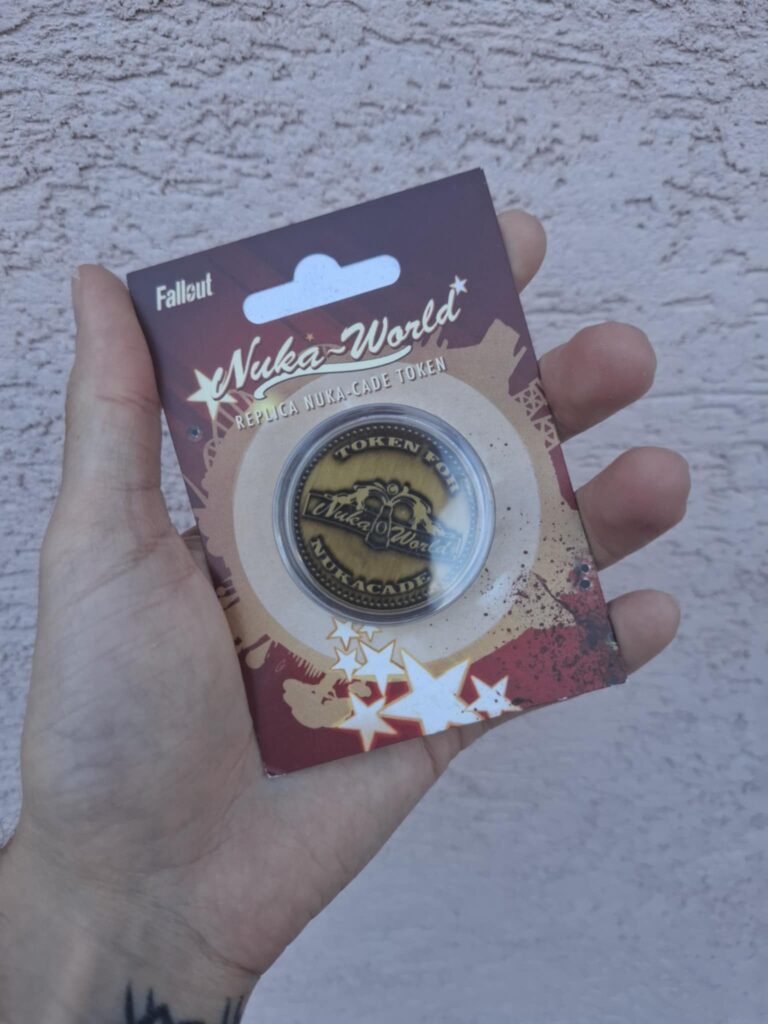 Fallout
Nuka~World
REPLICA NUKA-CADE TOKEN
TOKEN FOR
Nuka World
NUKACADE